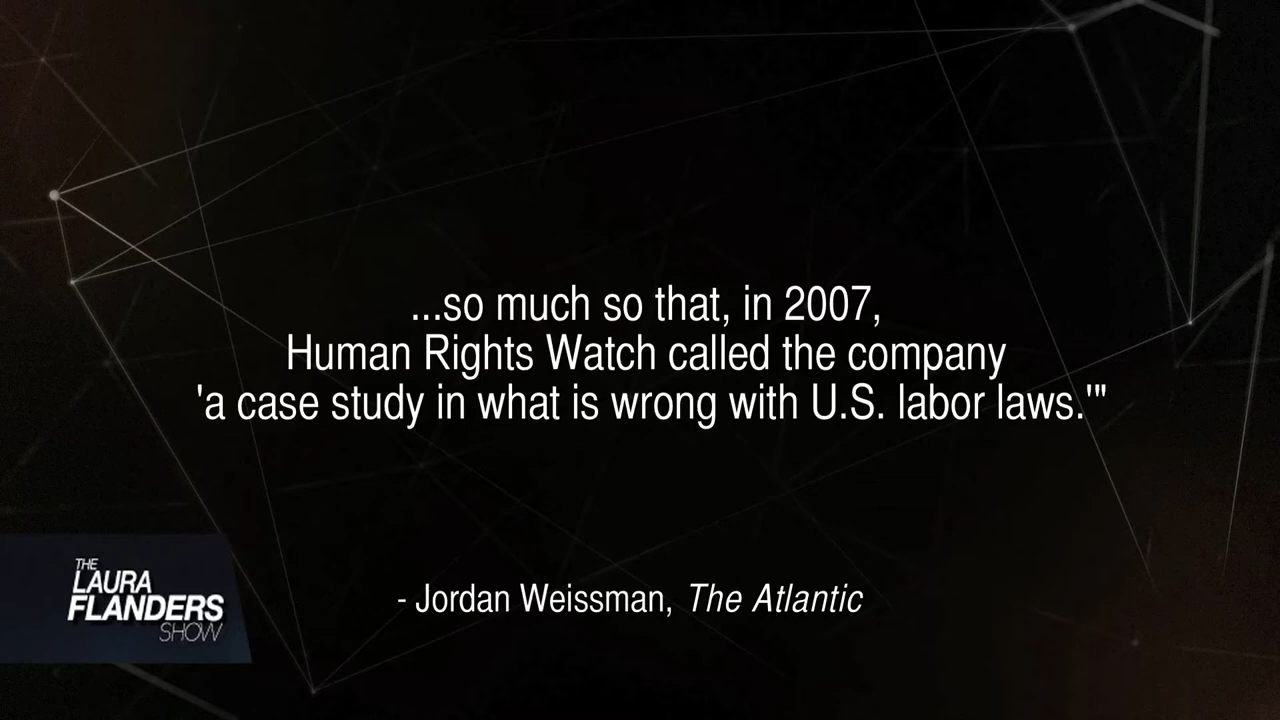 ...so much so that, in 2007,
Human Rights Watch called the company
'a case study in what is wrong with U.S. labor laws.'"
- Jordan Weissman, The Atlantic
THE
LAURA
FLANDERS
SHOW